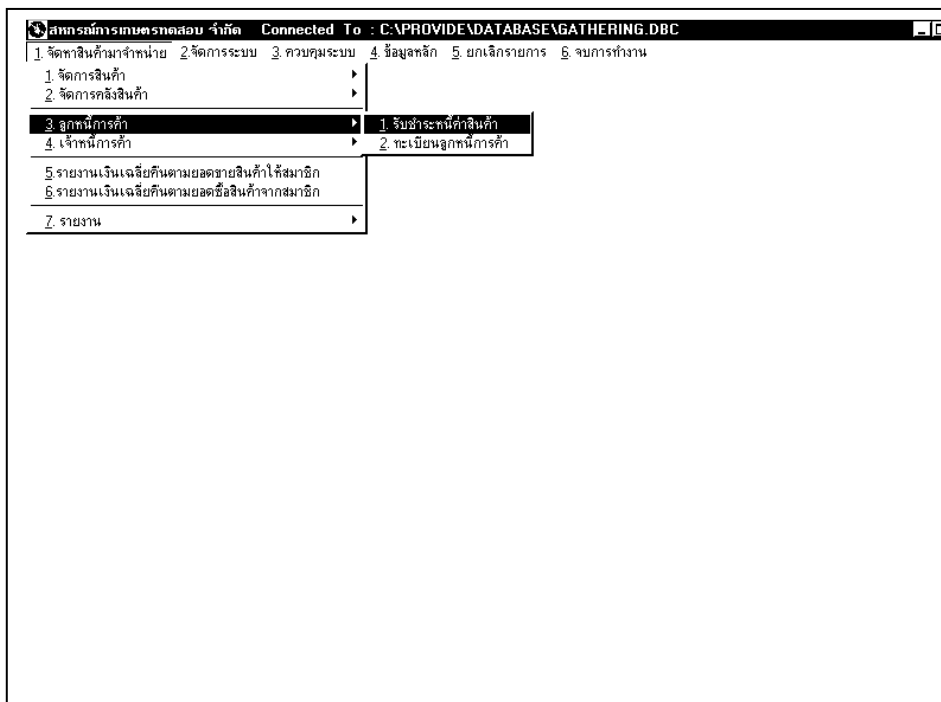 สหกรณ์การเกษตรทดสอบ จำกัด Connected To : C:\PROVIDE\DATABASE\GATHERING.DBC
1. จัดหาสินค้ามาจำหน่าย 2.จัดการระบบ 3. ควบคุมระบบ 4. ข้อมูลหลัก 5. ยกเลิกรายการ 6. จบการทำงาน
1. จัดการสินค้า
2. จัดการคลังสินค้า
3. ลูกหนี้การค้า
4. เจ้าหนี้การค้า
1. รับชำระหนี้ค่าสินค้า
2. ทะเบียนลูกหนี้การค้า
5.รายงานเงินเฉลี่ยคืนตามยอดขายสินค้าให้สมาชิก
6.รายงานเงินเฉลี่ยคืนตามยอดซื้อสินค้าจากสมาชิก
7. รายงาน